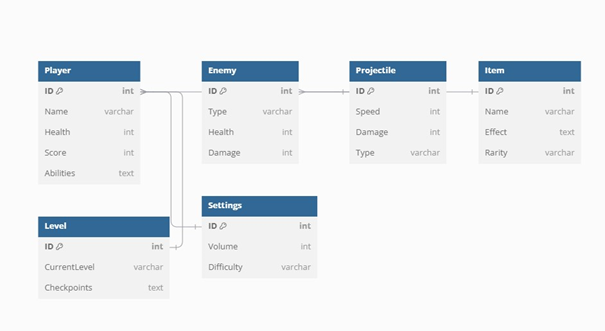 Player
ID int
Name varchar
Health int
Score int
Abilities text
Enemy
ID int
Type varchar
Health int
Damage int
Projectile
ID int
Speed int
Damage int
Type varchar
Item
ID int
Name varchar
Effect text
Rarity varchar
Level
ID int
CurrentLevel varchar
Checkpoints text
Settings
ID int
Volume int
Difficulty varchar